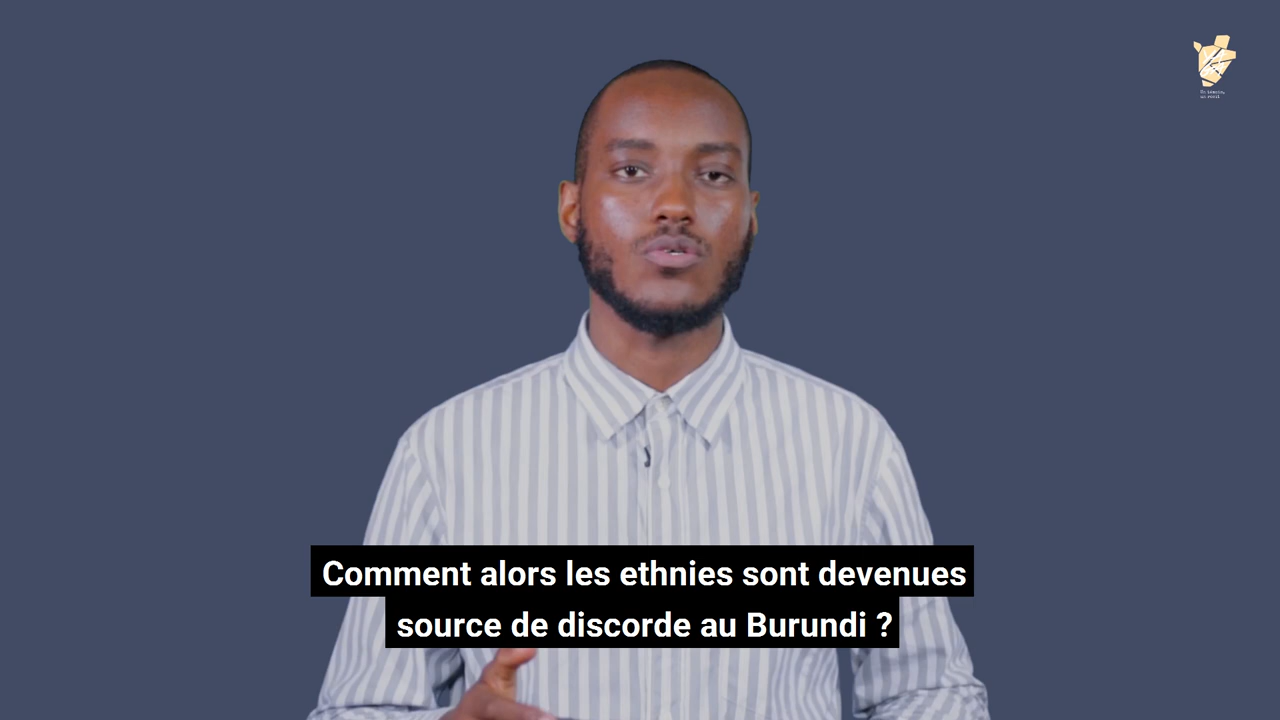 Comment alors les ethnies sont devenues
source de discorde au Burundi ?